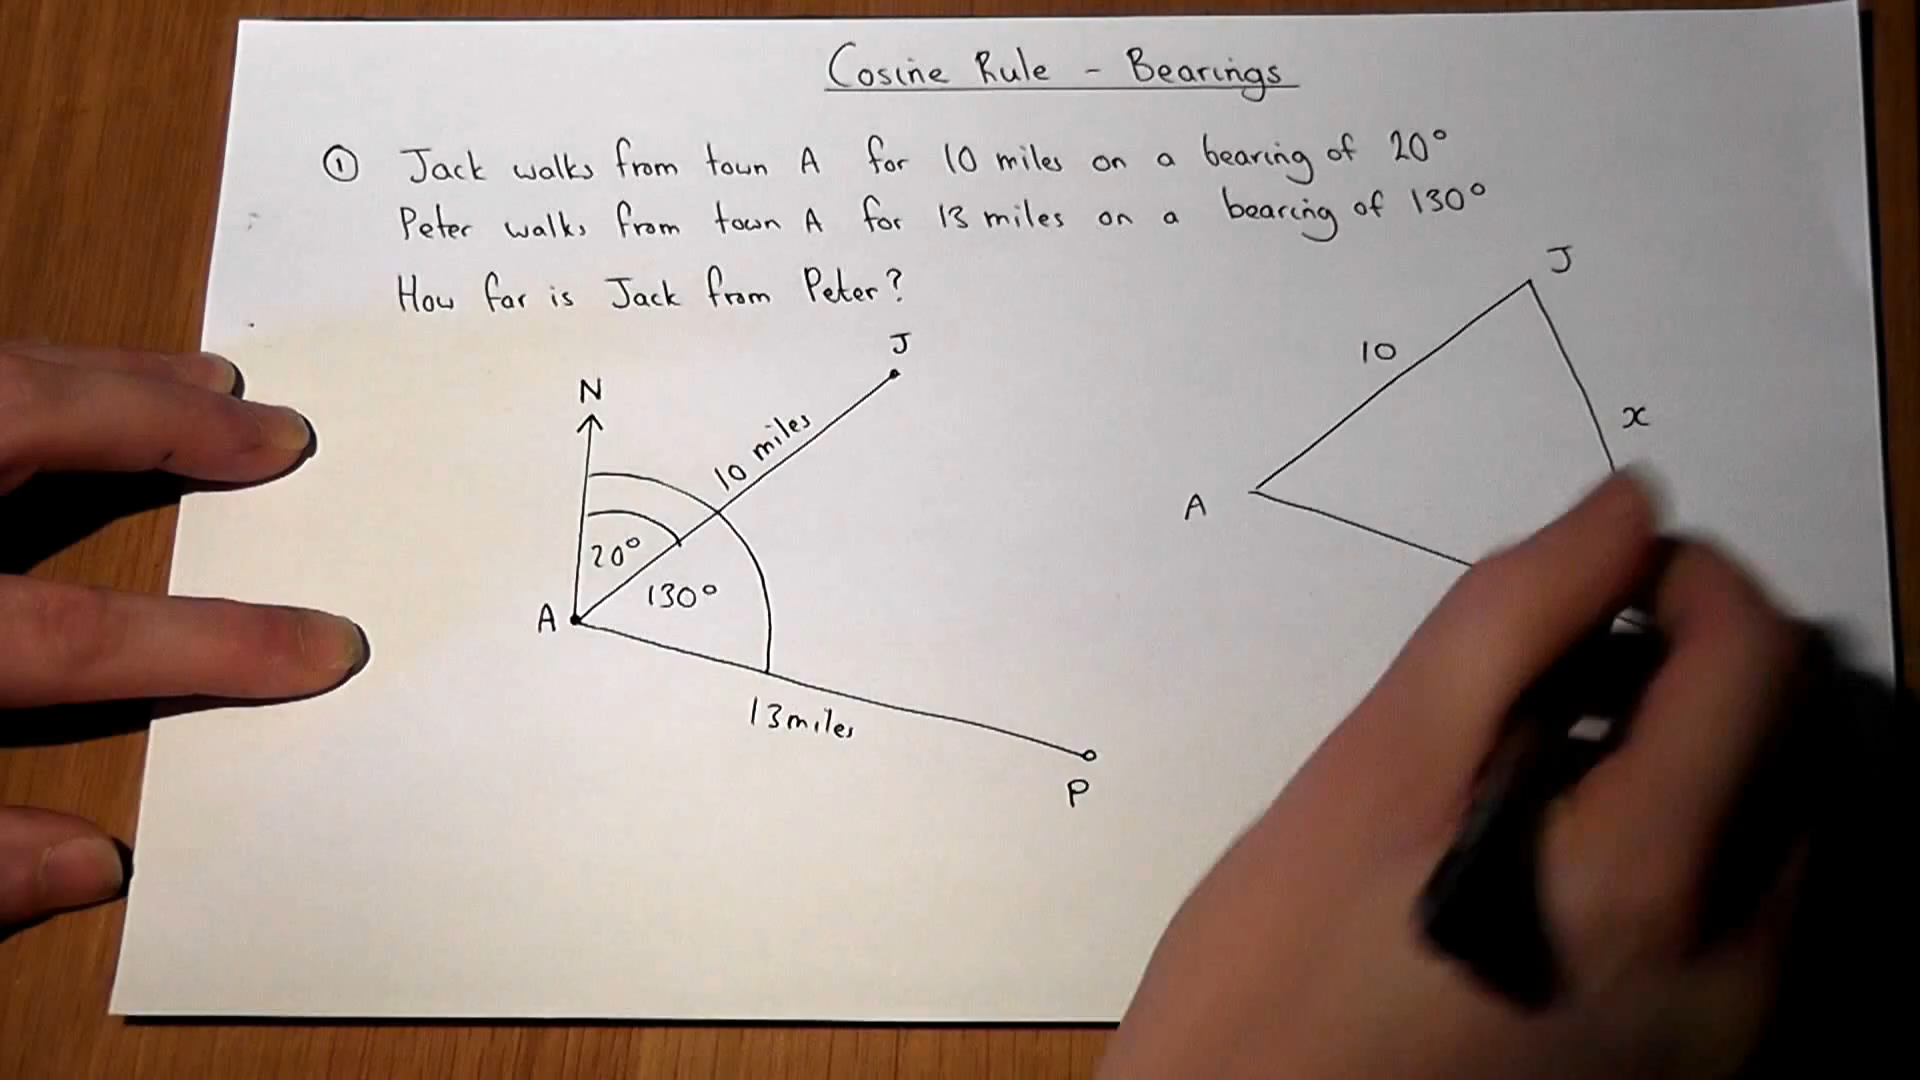 Cosine Rule - Bearings
① Jack walks from town A for 10 miles on a bearing of 20°
Peter walks from town A for 13 miles on a bearing of 130°
How far is Jack from Peter?
J
N
10 miles
20°
130°
A
13 miles
P
J
10
x
A